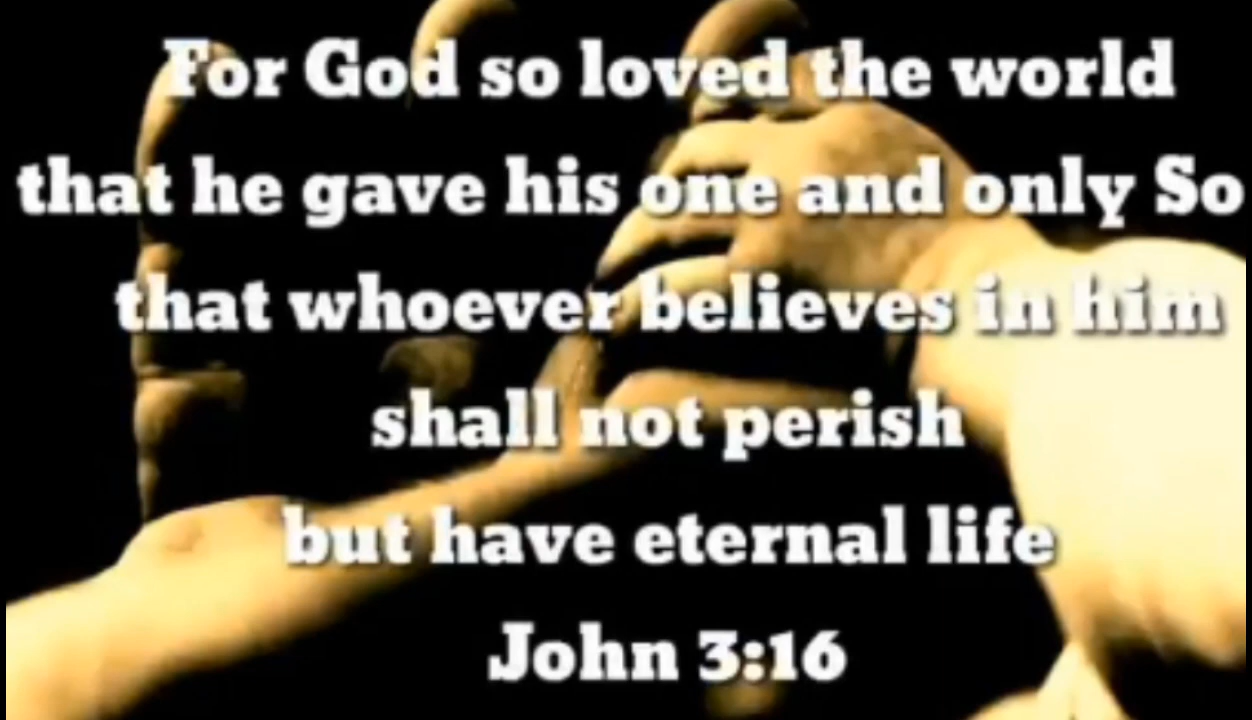 For God so loved the world
that he gave his one and only So
that whoever believes in him
shall not perish
but have eternal life
John 3:16